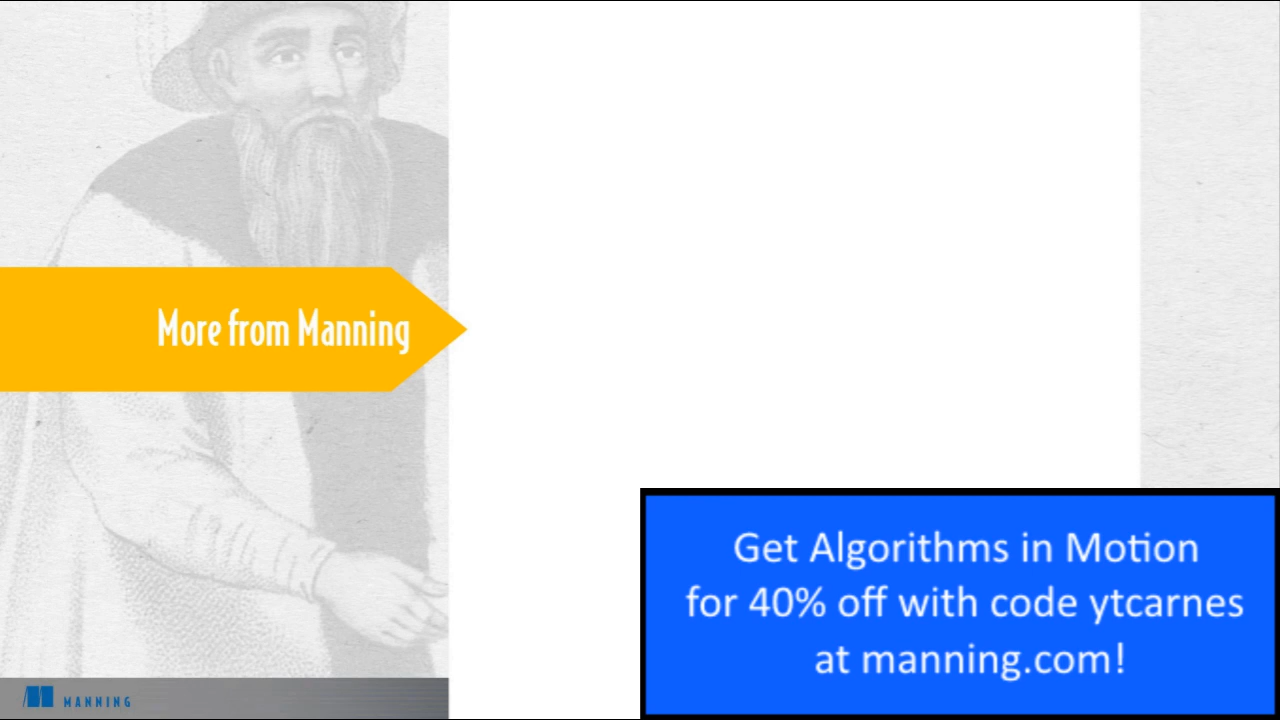 More from Manning
Get Algorithms in Motion
for 40% off with code ytcarnes
at manning.com!
MANNING